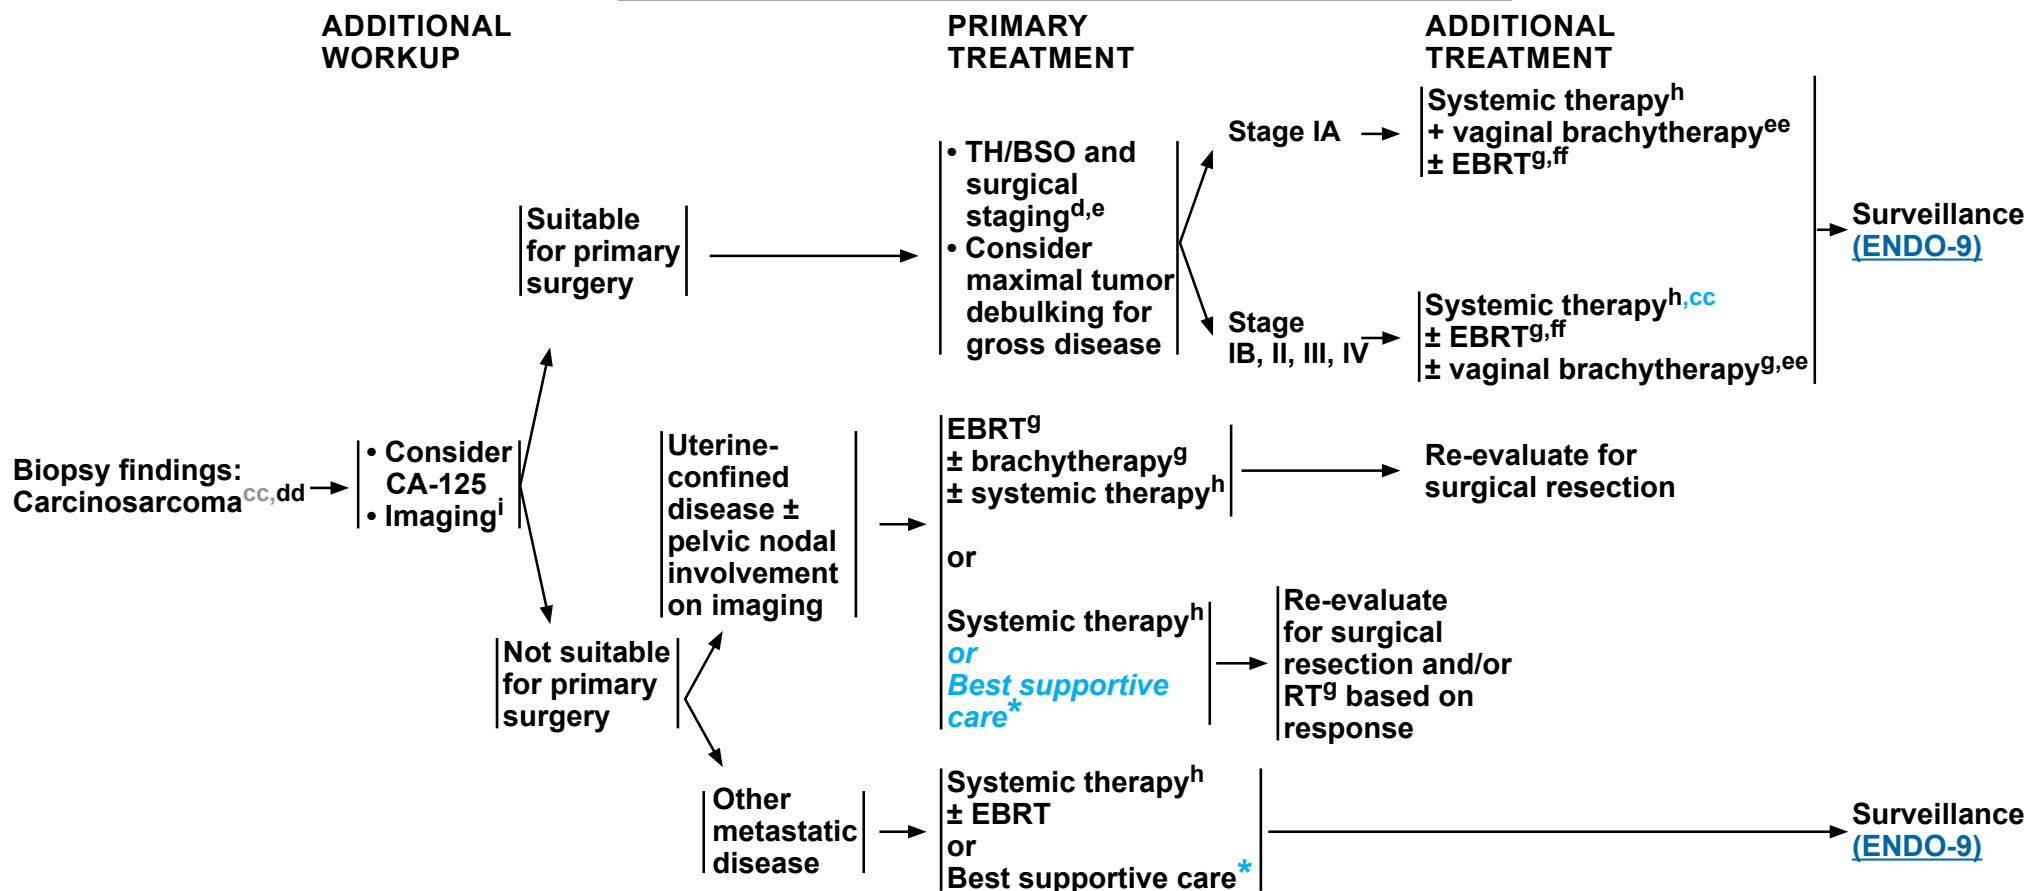 ADDITIONAL
WORKUP
PRIMARY
TREATMENT
ADDITIONAL
TREATMENT
Biopsy findings:
Carcinosarcomacc,dd
• Consider
CA-125
• Imagingi
Suitable
for primary
surgery
• TH/BSO and
surgical
stagingd,e
• Consider
maximal tumor
debulking for
gross disease
Stage IA
Systemic therapyh
+ vaginal brachytherapyee
± EBRTg,ff
Stage
IB, II, III, IV
Systemic therapyh,cc
± EBRTg,ff
± vaginal brachytherapyg,ee
Surveillance
(ENDO-9)
Not suitable
for primary
surgery
Uterine-
confined
disease ±
pelvic nodal
involvement
on imaging
EBRTg
± brachytherapyg
± systemic therapyh
or
Systemic therapyh
or
Best supportive
care*
Re-evaluate for
surgical resection
Re-evaluate
for surgical
resection and/or
RTg based on
response
Other
metastatic
disease
Systemic therapyh
± EBRT
or
Best supportive care*
Surveillance
(ENDO-9)